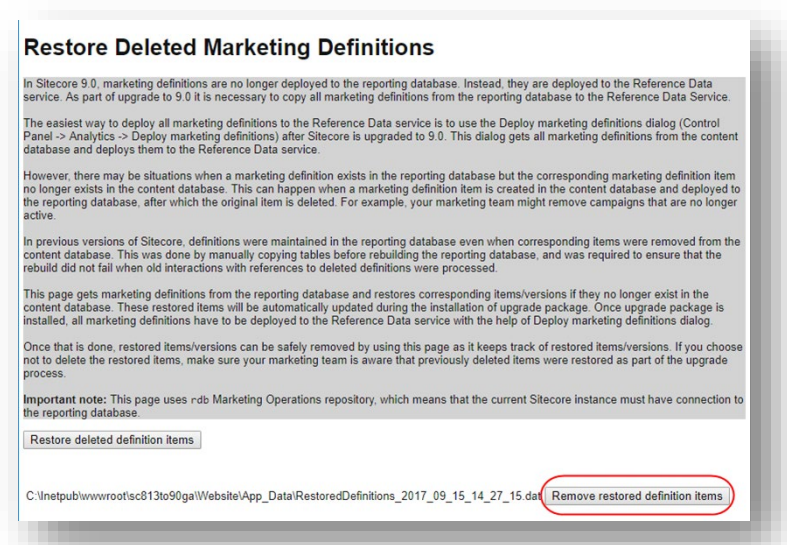 Restore Deleted Marketing Definitions
In Sitecore 9.0, marketing definitions are no longer deployed to the reporting database. Instead, they are deployed to the Reference Data
service. As part of upgrade to 9.0 it is necessary to copy all marketing definitions from the reporting database to the Reference Data Service.
The easiest way to deploy all marketing definitions to the Reference Data service is to use the Deploy marketing definitions dialog (Control
Panel -> Analytics -> Deploy marketing definitions) after Sitecore is upgraded to 9.0. This dialog gets all marketing definitions from the content
database and deploys them to the Reference Data service.
However, there may be situations when a marketing definition exists in the reporting database but the corresponding marketing definition item
no longer exists in the content database. This can happen when a marketing definition item is created in the content database and deployed to
the reporting database, after which the original item is deleted. For example, your marketing team might remove campaigns that are no longer
active.
In previous versions of Sitecore, definitions were maintained in the reporting database even when corresponding items were removed from the
content database. This was done by manually copying tables before rebuilding the reporting database, and was required to ensure that the
rebuild did not fail when old interactions with references to deleted definitions were processed.
This page gets marketing definitions from the reporting database and restores corresponding items/versions if they no longer exist in the
content database. These restored items will be automatically updated during the installation of upgrade package. Once upgrade package is
installed, all marketing definitions have to be deployed to the Reference Data service with the help of Deploy marketing definitions dialog.
Once that is done, restored items/versions can be safely removed by using this page as it keeps track of restored items/versions. If you choose
not to delete the restored items, make sure your marketing team is aware that previously deleted items were restored as part of the upgrade
process.
Important note: This page uses rdb Marketing Operations repository, which means that the current Sitecore instance must have connection to
the reporting database.
Restore deleted definition items
C:\Inetpub\wwwroot\sc813to90ga\Website\App_Data\RestoredDefinitions_2017_09_15_14_27_15.dat Remove restored definition items